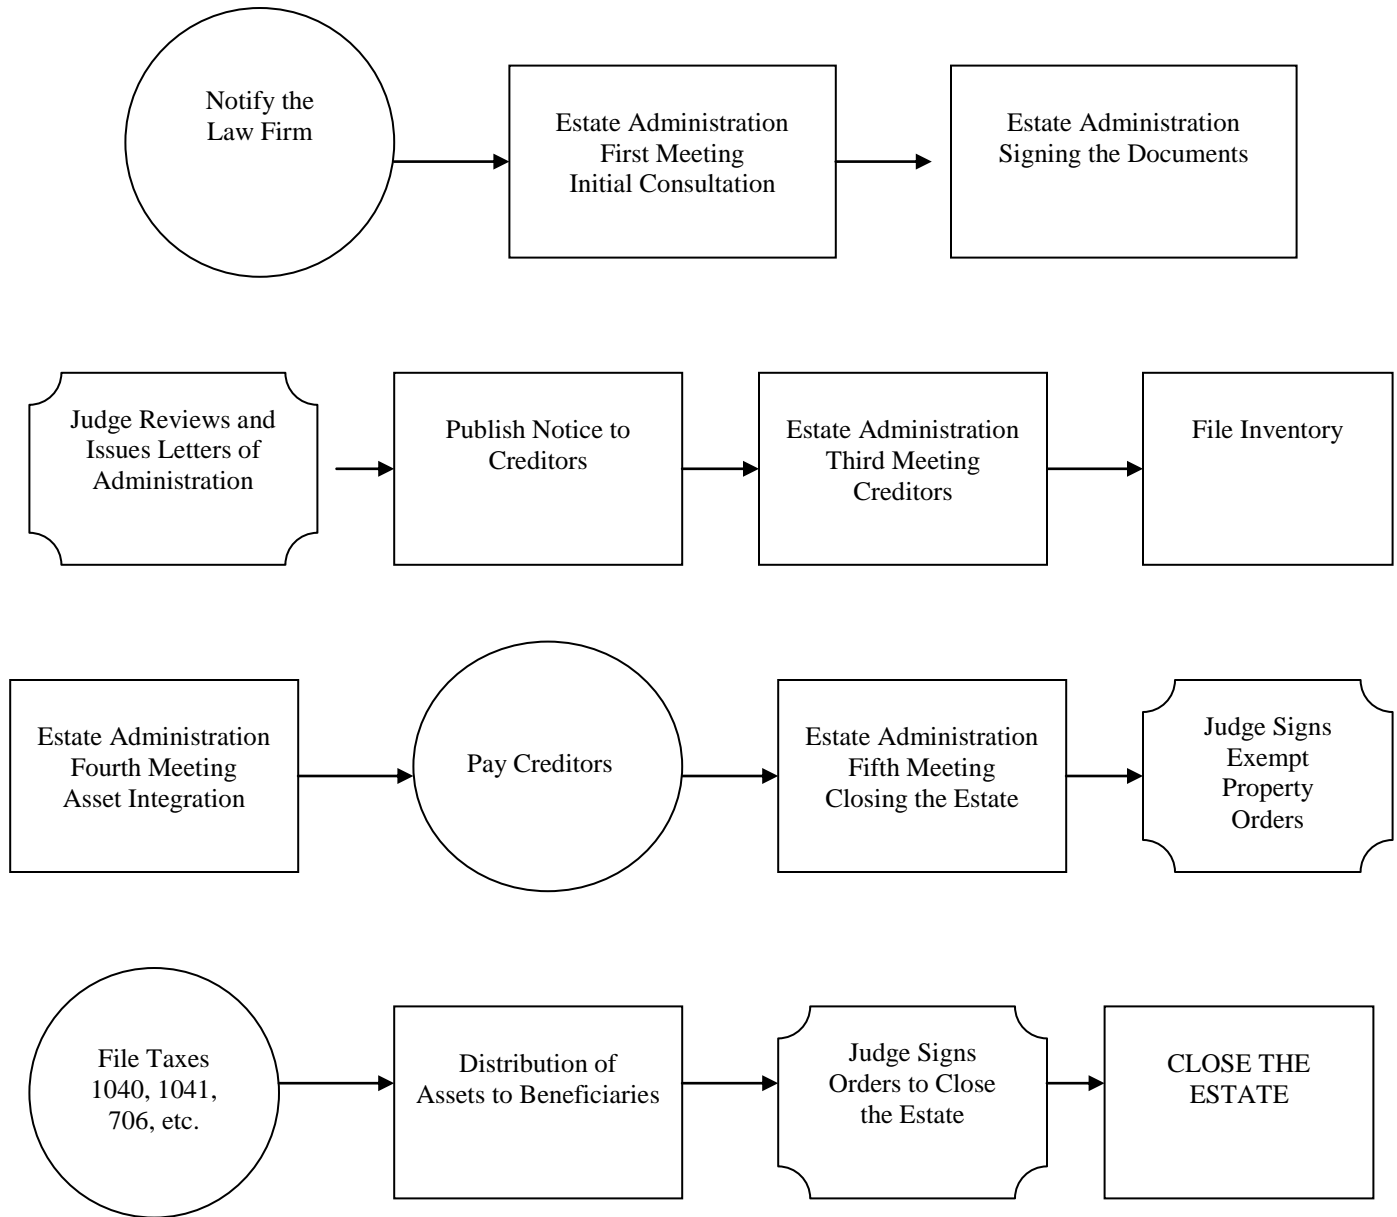 Notify the
Law Firm
Estate Administration
First Meeting
Initial Consultation
Estate Administration
Signing the Documents
Judge Reviews and
Issues Letters of
Administration
Publish Notice to
Creditors
Estate Administration
Third Meeting
Creditors
File Inventory
Estate Administration
Fourth Meeting
Asset Integration
Pay Creditors
Estate Administration
Fifth Meeting
Closing the Estate
Judge Signs
Exempt
Property
Orders
File Taxes
1040, 1041,
706, etc.
Distribution of
Assets to Beneficiaries
Judge Signs
Orders to Close
the Estate
CLOSE THE
ESTATE